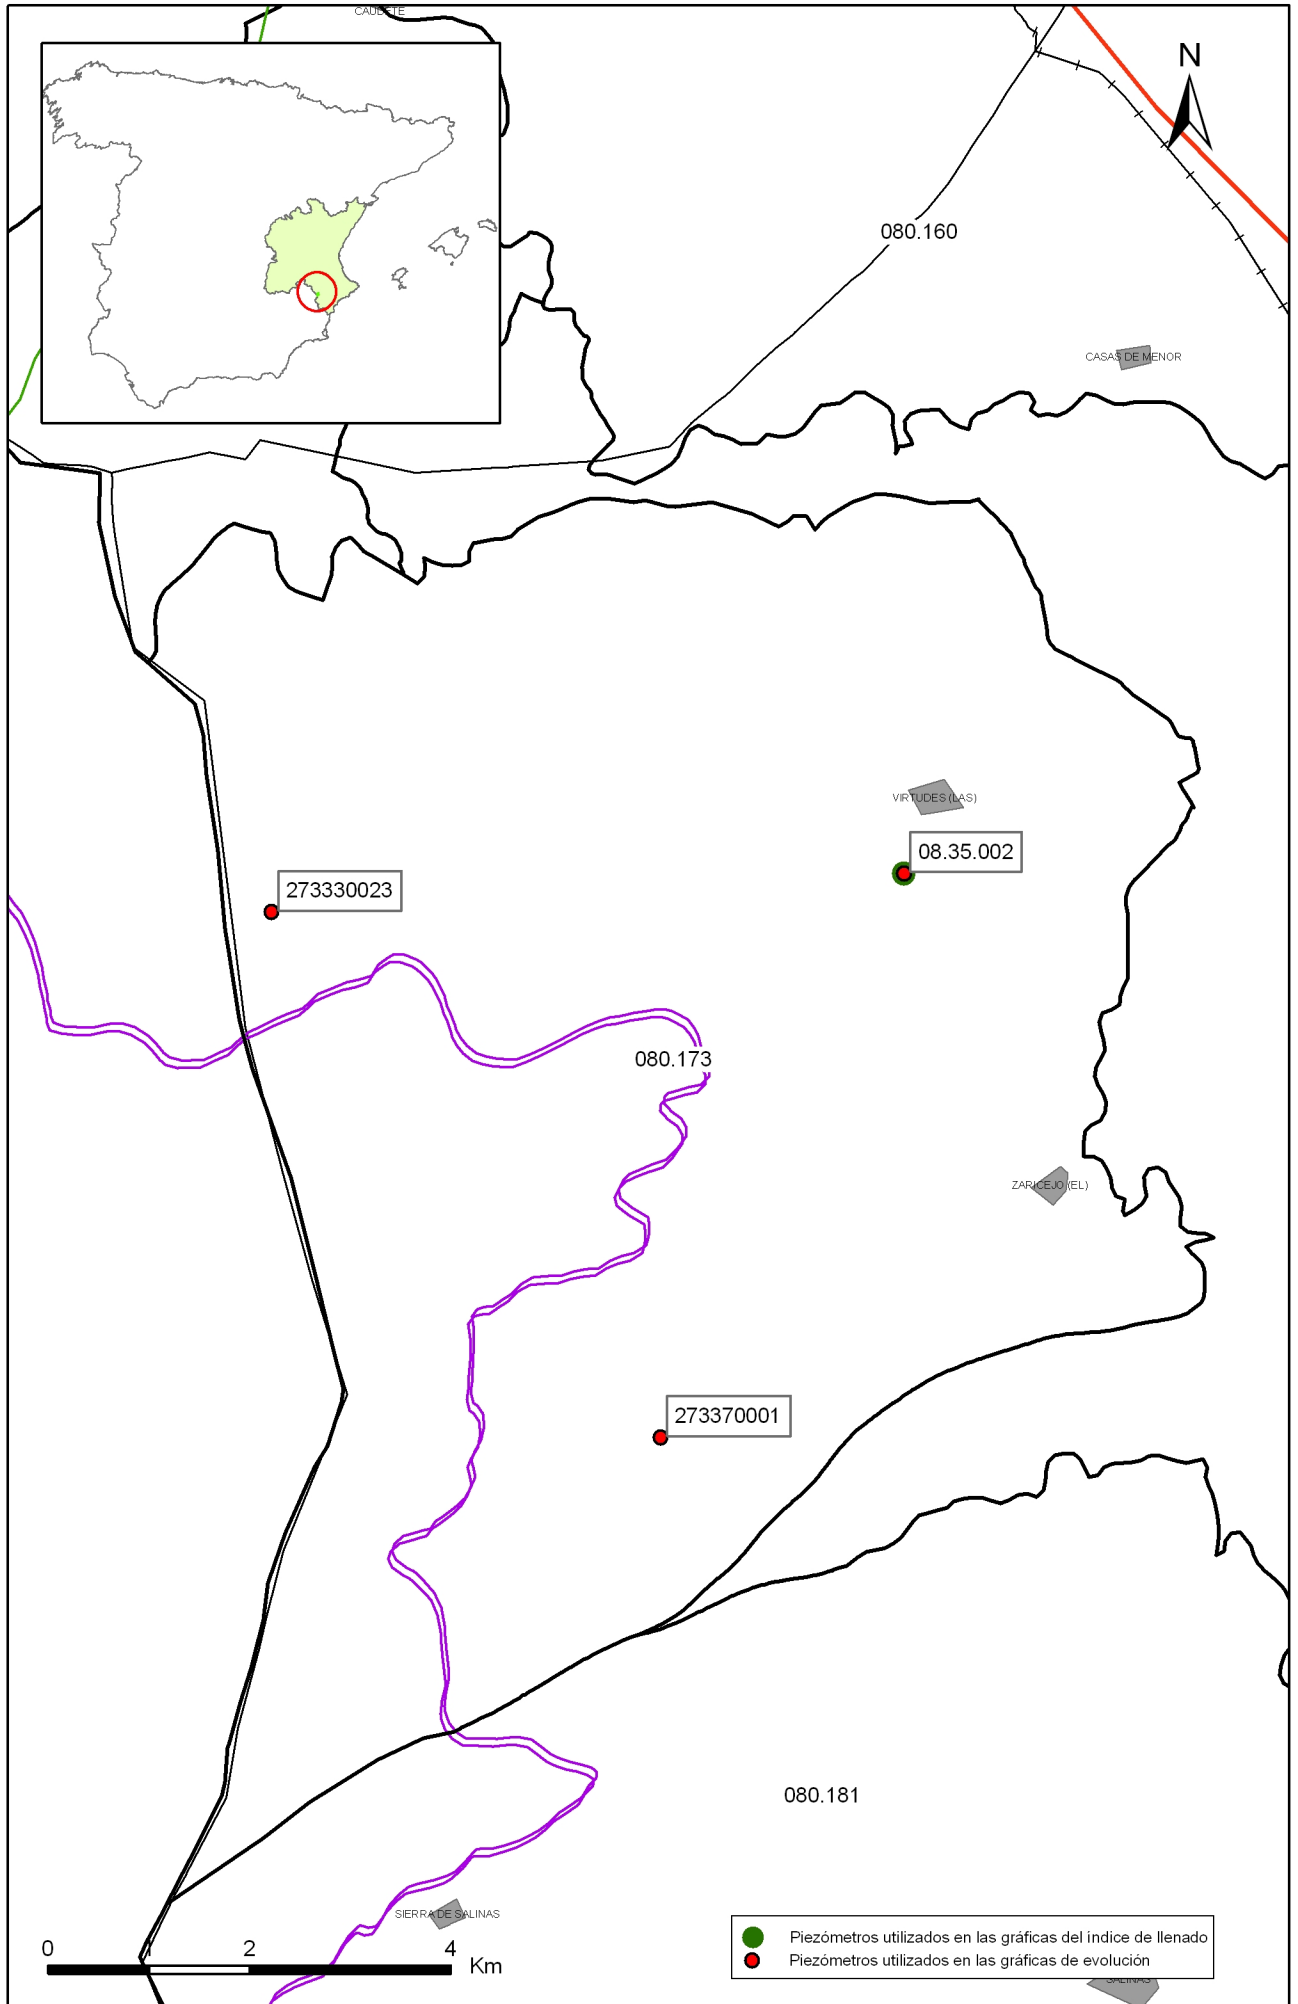 CAUDETE
N
080.160
CASAS DE MENOR
VIRTUDES (LAS)
08.35.002
273330023
080.173
ZARICEJO (EL)
273370001
080.181
SIERRA DE SALINAS
0 2 4 Km
Piezómetros utilizados en las gráficas del índice de llenado
Piezómetros utilizados en las gráficas de evolución
SALINAS